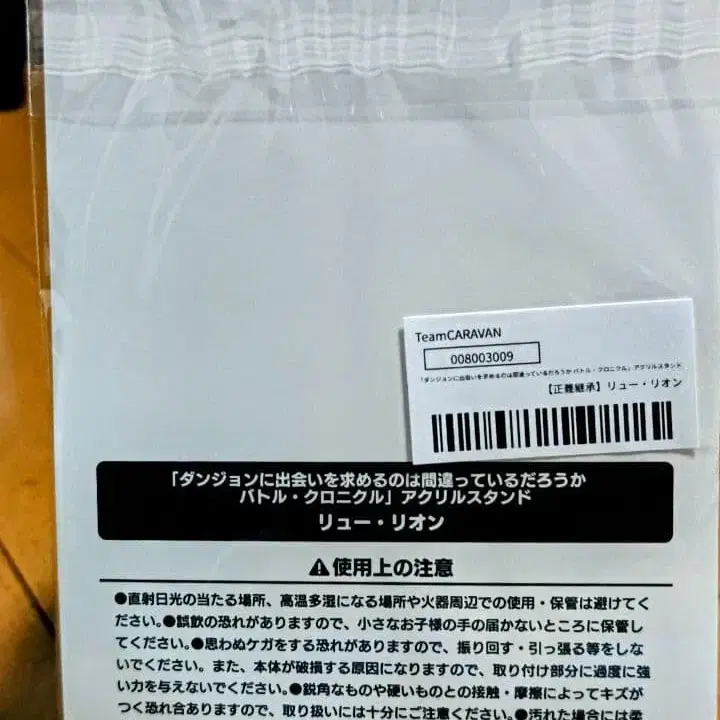 TeamCARAVAN
008003009
「ダンジョンに出会いを求めるのは間違っているだろうか バトル・クロニクル」アクリルスタンド
【正義継承】リュー・リオン
「ダンジョンに出会いを求めるのは間違っているだろうか
バトル・クロニクル」アクリルスタンド
リュー・リオン
⚠使用上の注意
●直射日光の当たる場所、高温多湿になる場所や火器周辺での使用・保管は避けてく
ださい。●誤飲の恐れがありますので、小さなお子様の手の届かないところに保管し
てください。●思わぬケガをする恐れがありますので、振り回す・引っ張る等をしな
いでください。また、本体が破損する原因になりますので、取り付け部分に過度に強
い力を与えないでください。●鋭角なものや硬いものとの接触・摩擦によってキズが
つく恐れ合ありますので、取り扱いには十分にご注意ください。●汚れた場合には柔